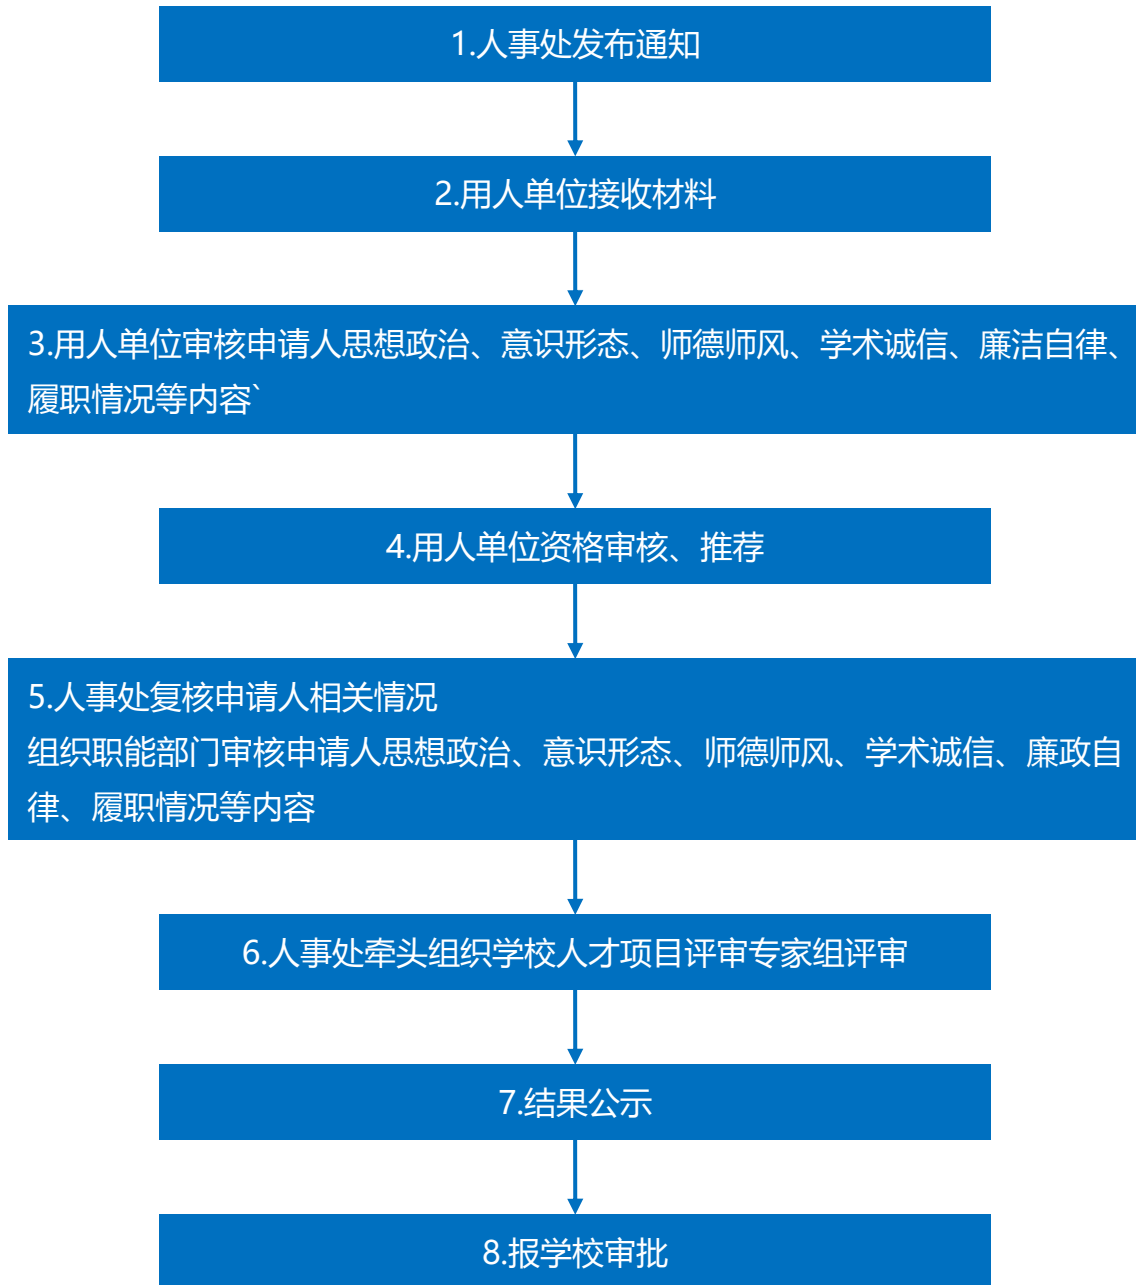 1.人事处发布通知
2.用人单位接收材料
3.用人单位审核申请人思想政治、意识形态、师德师风、学术诚信、廉洁自律、
履职情况等内容`
4.用人单位资格审核、推荐
5.人事处复核申请人相关情况
组织职能部门审核申请人思想政治、意识形态、师德师风、学术诚信、廉政自
律、履职情况等内容
6.人事处牵头组织学校人才项目评审专家组评审
7.结果公示
8.报学校审批